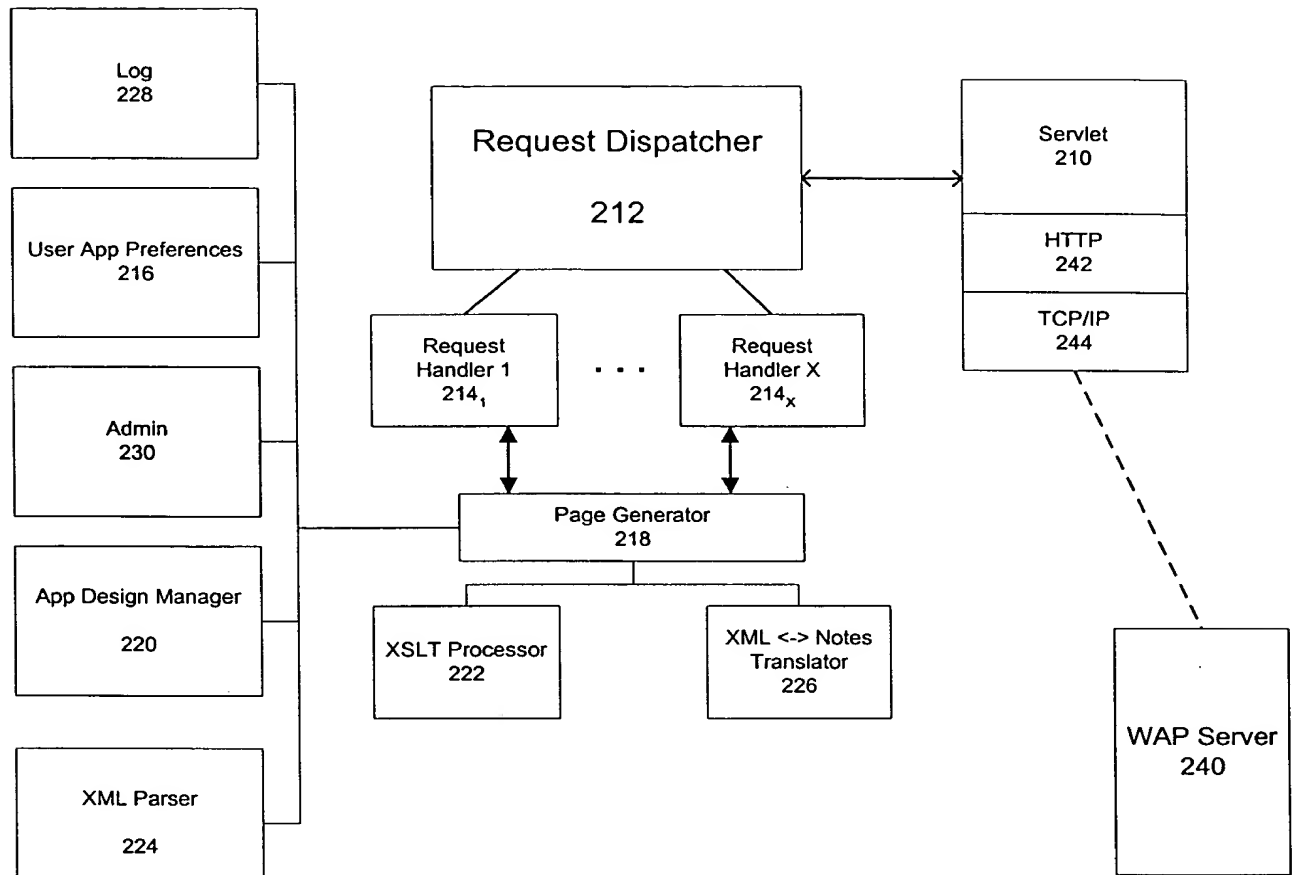 Log
228
User App Preferences
216
Admin
230
App Design Manager
220
XML Parser
224
Request Dispatcher
212
Request
Handler 1
214₁
. . .
Request
Handler X
214ₓ
Page Generator
218
XSLT Processor
222
XML <-> Notes
Translator
226
Servlet
210
HTTP
242
TCP/IP
244
WAP Server
240